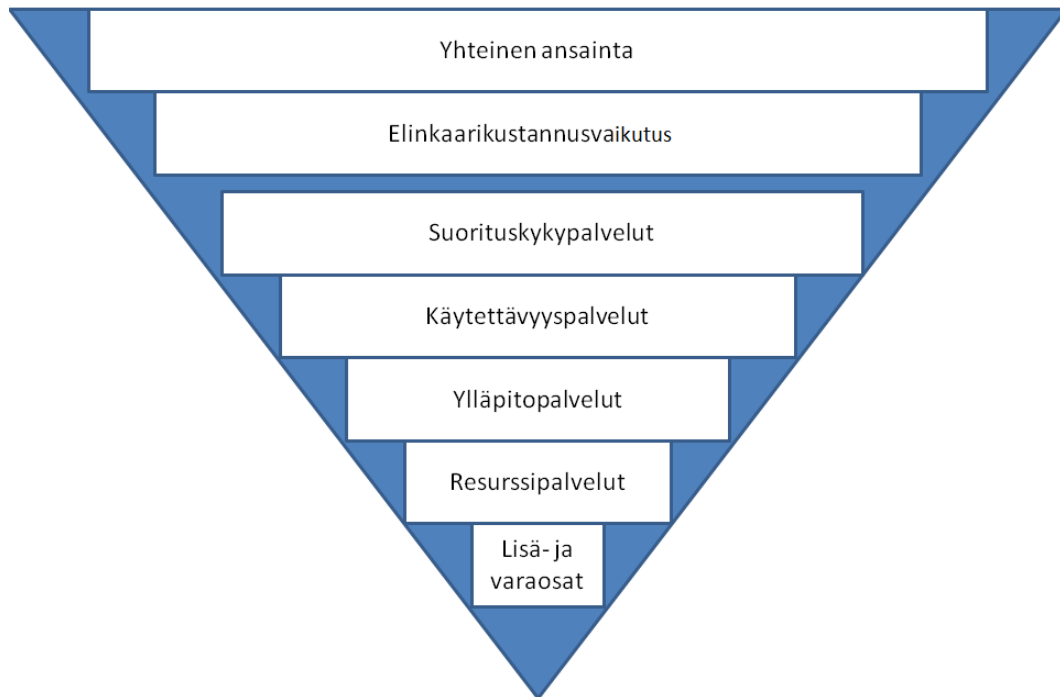 Yhteinen ansainta
Elinkaarikustannusvaikutus
Suorituskykypalvelut
Käytettävyyspalvelut
Ylläpitopalvelut
Resurssipalvelut
Lisä- ja
varaosat